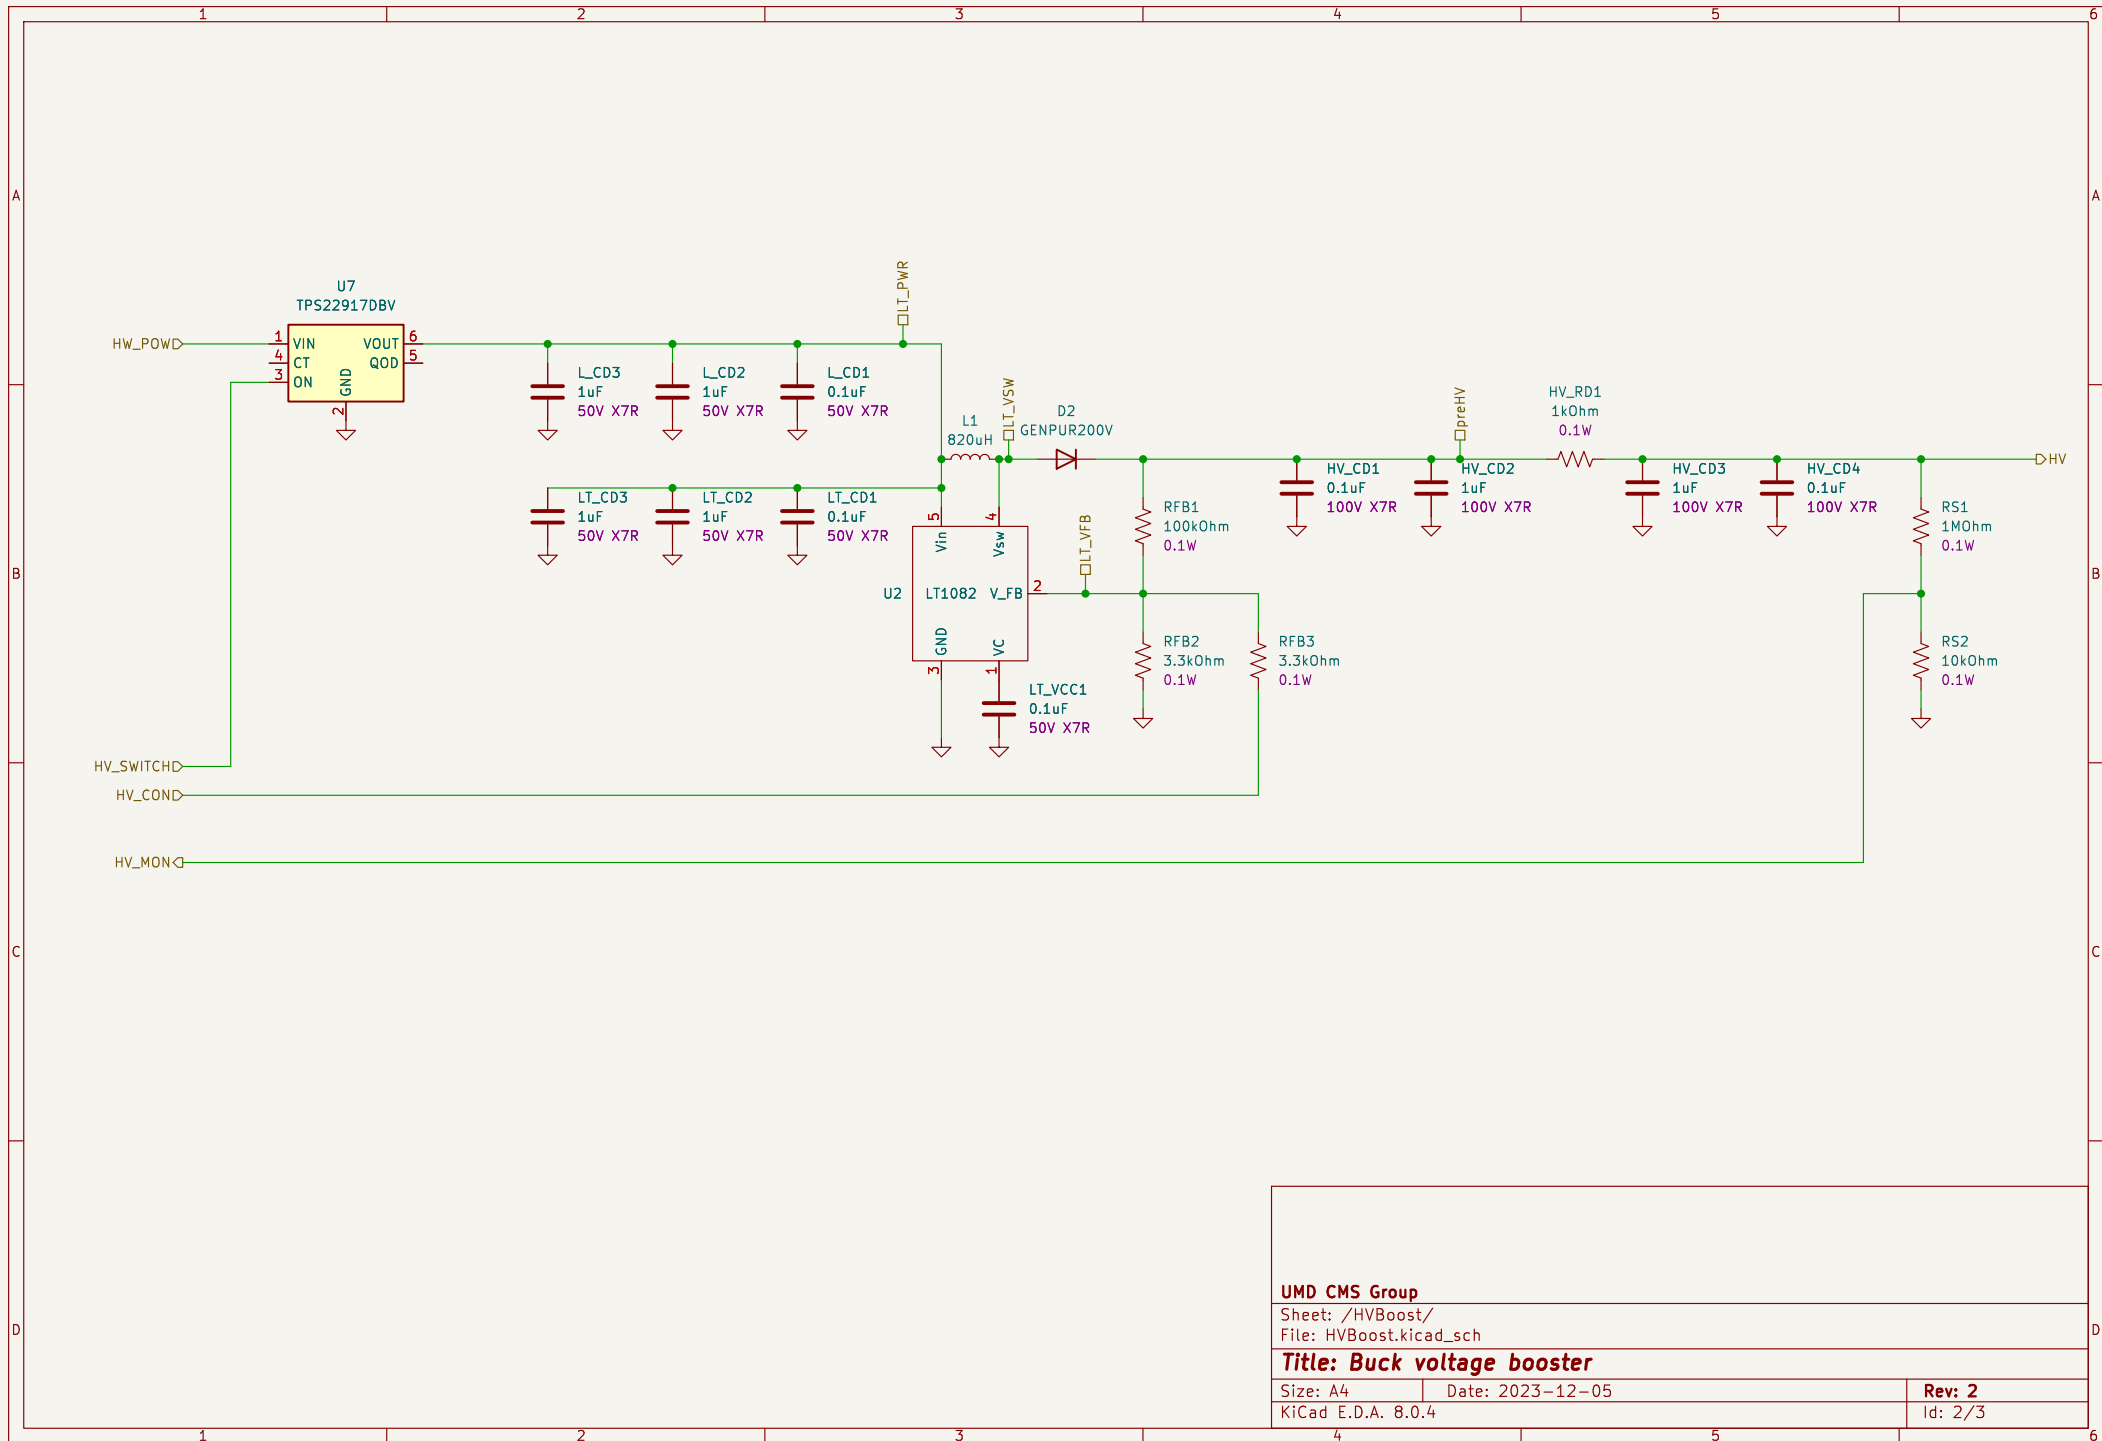 1 2 3 4 5 6
A A
B B
C C
D D
1 2 3 4 5 6
U7
TPS22917DBV
HW_POW
1 VIN VOUT 6
4 CT QOD 5
3 ON
GND
2
LT_PWR
L_CD3
1uF
50V X7R
L_CD2
1uF
50V X7R
L_CD1
0.1uF
50V X7R
L1
820uH
LT_VSW
D2
GENPUR200V
LT_CD3
1uF
50V X7R
LT_CD2
1uF
50V X7R
LT_CD1
0.1uF
50V X7R
5 4
Vin Vsw
U2 LT1082 V_FB 2
GND VC
3 1
LT_VFB
LT_VCC1
0.1uF
50V X7R
RFB1
100kOhm
0.1W
RFB2
3.3kOhm
0.1W
RFB3
3.3kOhm
0.1W
HV_CD1
0.1uF
100V X7R
preHV
HV_CD2
1uF
100V X7R
HV_RD1
1kOhm
0.1W
HV_CD3
1uF
100V X7R
HV_CD4
0.1uF
100V X7R
HV
RS1
1MOhm
0.1W
RS2
10kOhm
0.1W
HV_SWITCH
HV_CON
HV_MON
UMD CMS Group
Sheet: /HVBoost/
File: HVBoost.kicad_sch
Title: Buck voltage booster
Size: A4 Date: 2023-12-05 Rev: 2
KiCad E.D.A. 8.0.4 Id: 2/3